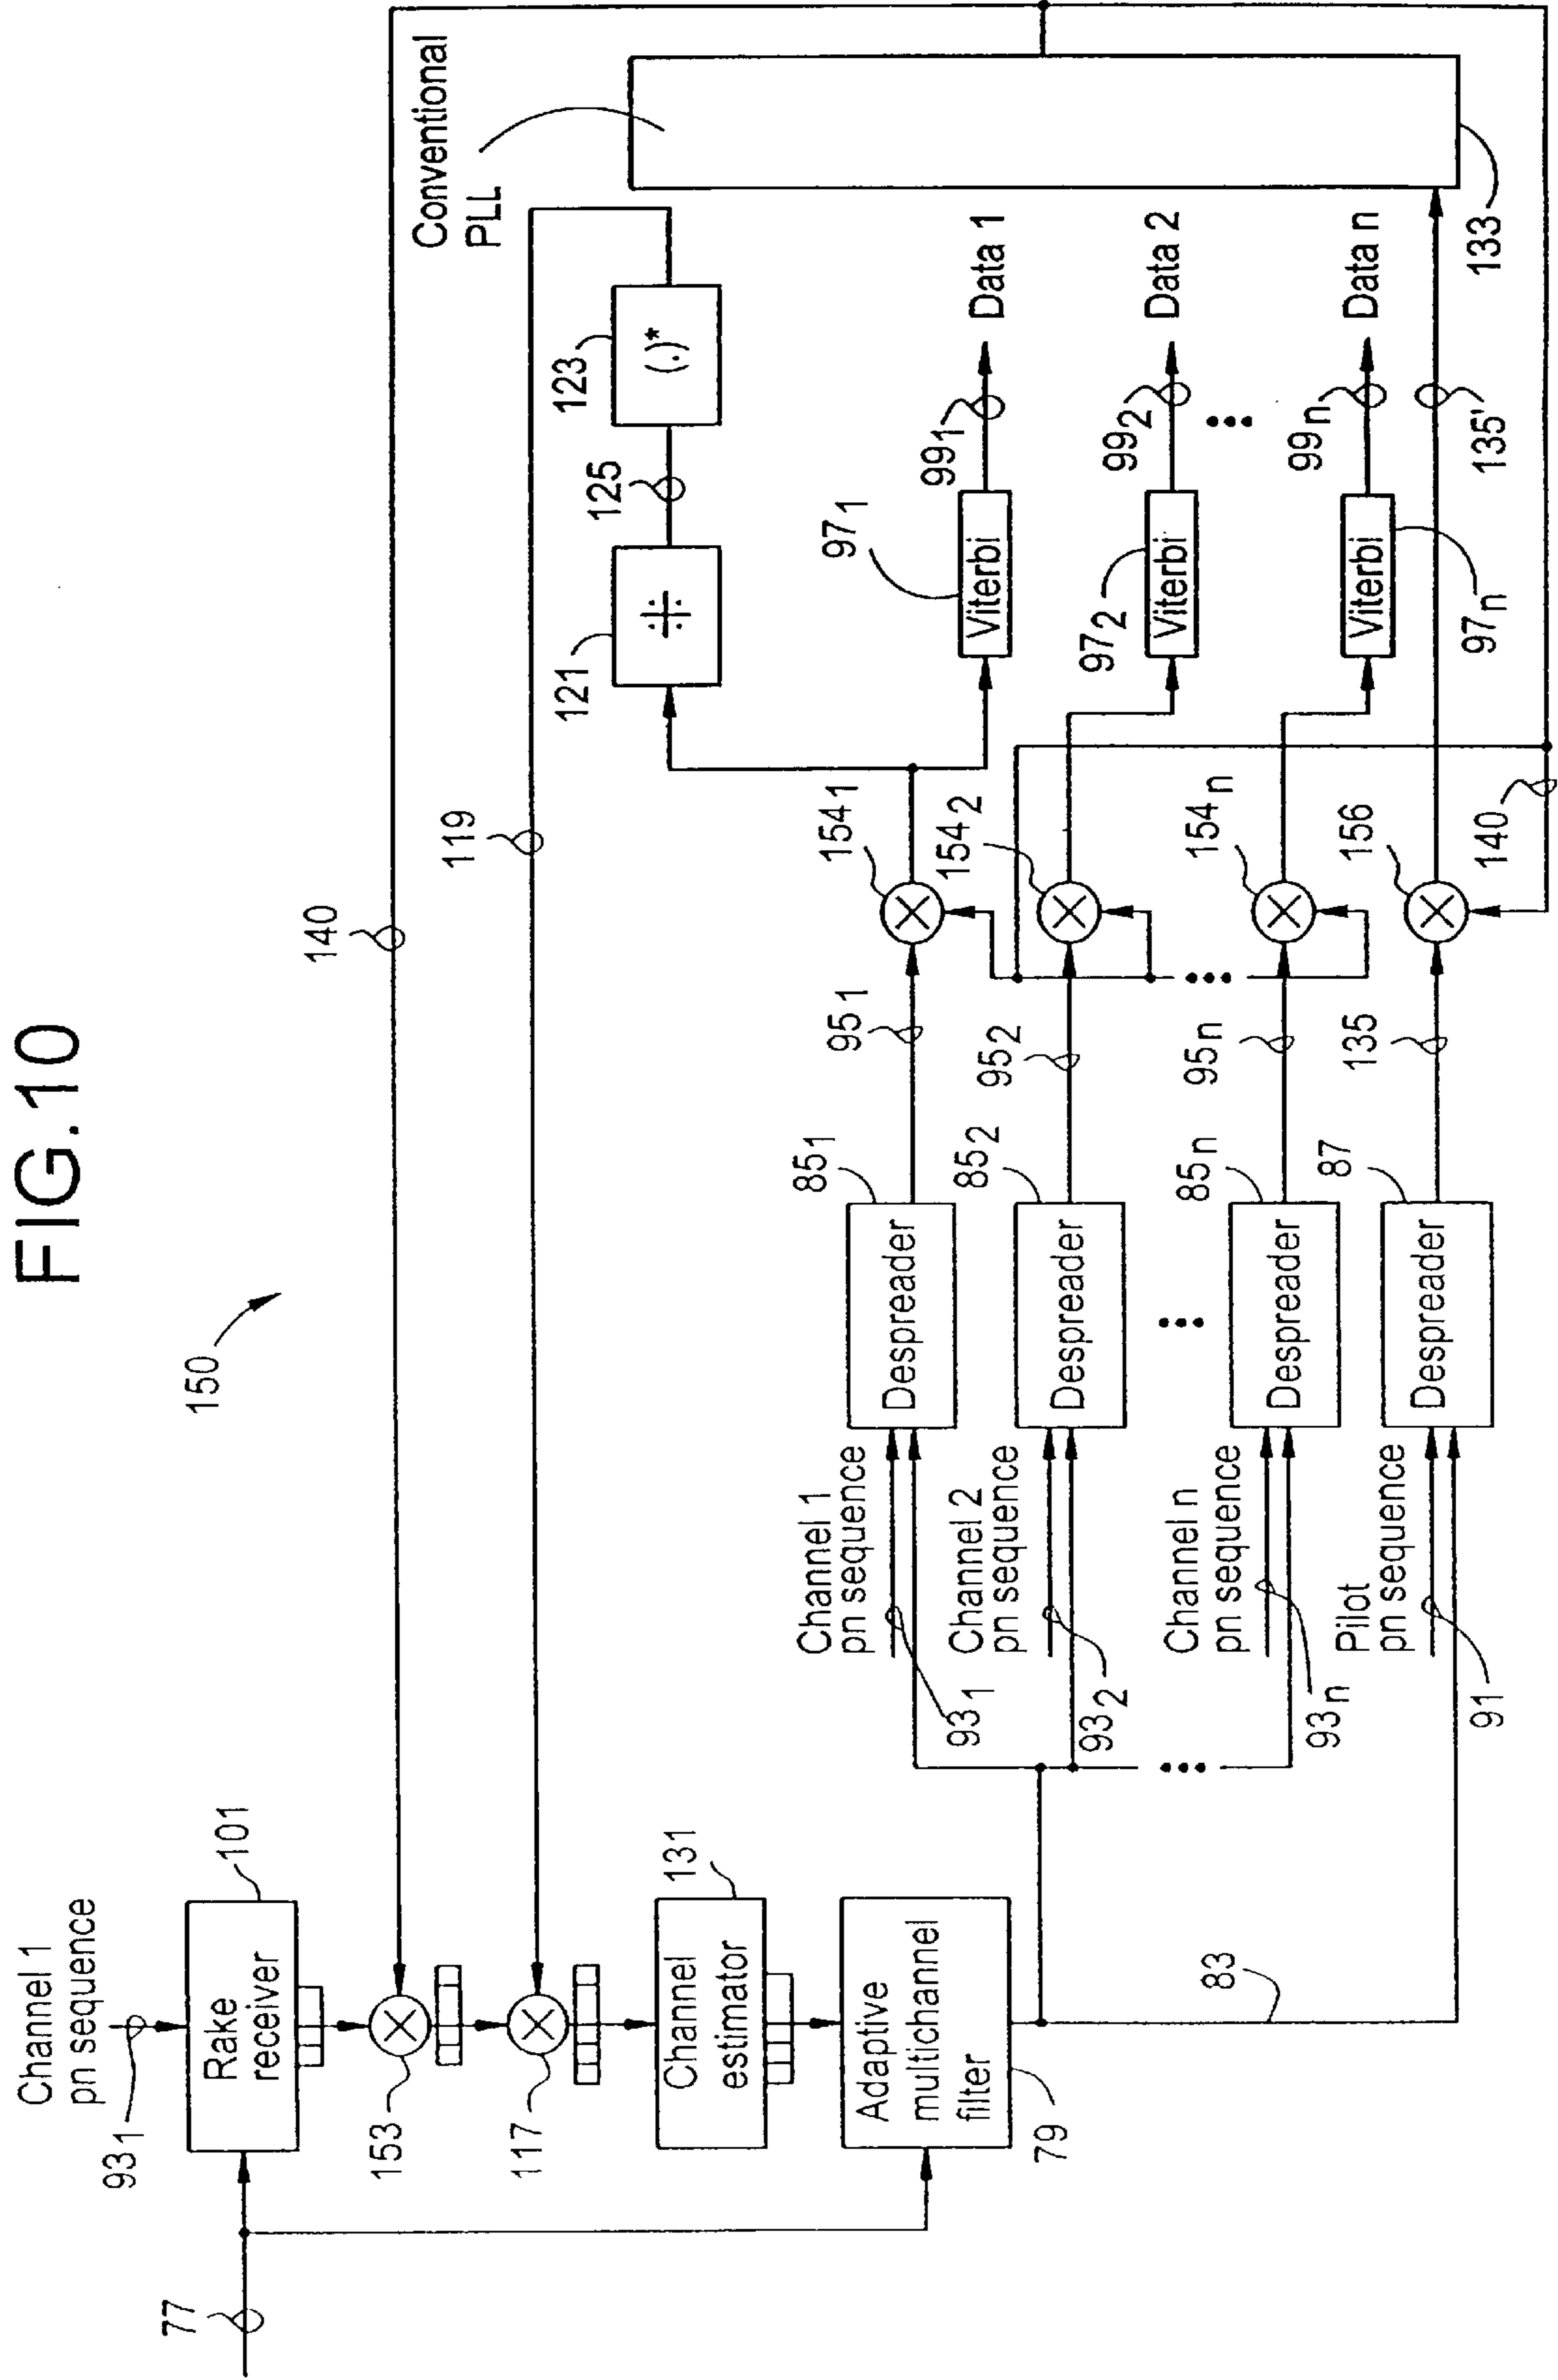 FIG.10
150
Channel 1
pn sequence
93₁
Rake
receiver
101
77
153
140
117
119
Channel
estimator
131
Adaptive
multichannel
filter
79
83
Conventional
PLL
133
121
125
123
(.)*
Channel 1
pn sequence
93₁
Despreader
85₁
95₁
154₁
Viterbi
97₁
99₁
Data 1
Channel 2
pn sequence
93₂
Despreader
85₂
95₂
154₂
Viterbi
97₂
99₂
Data 2
Channel n
pn sequence
93n
Despreader
85n
95n
154n
Viterbi
97n
99n
Data n
Pilot
pn sequence
91
Despreader
87
135
156
140
135'